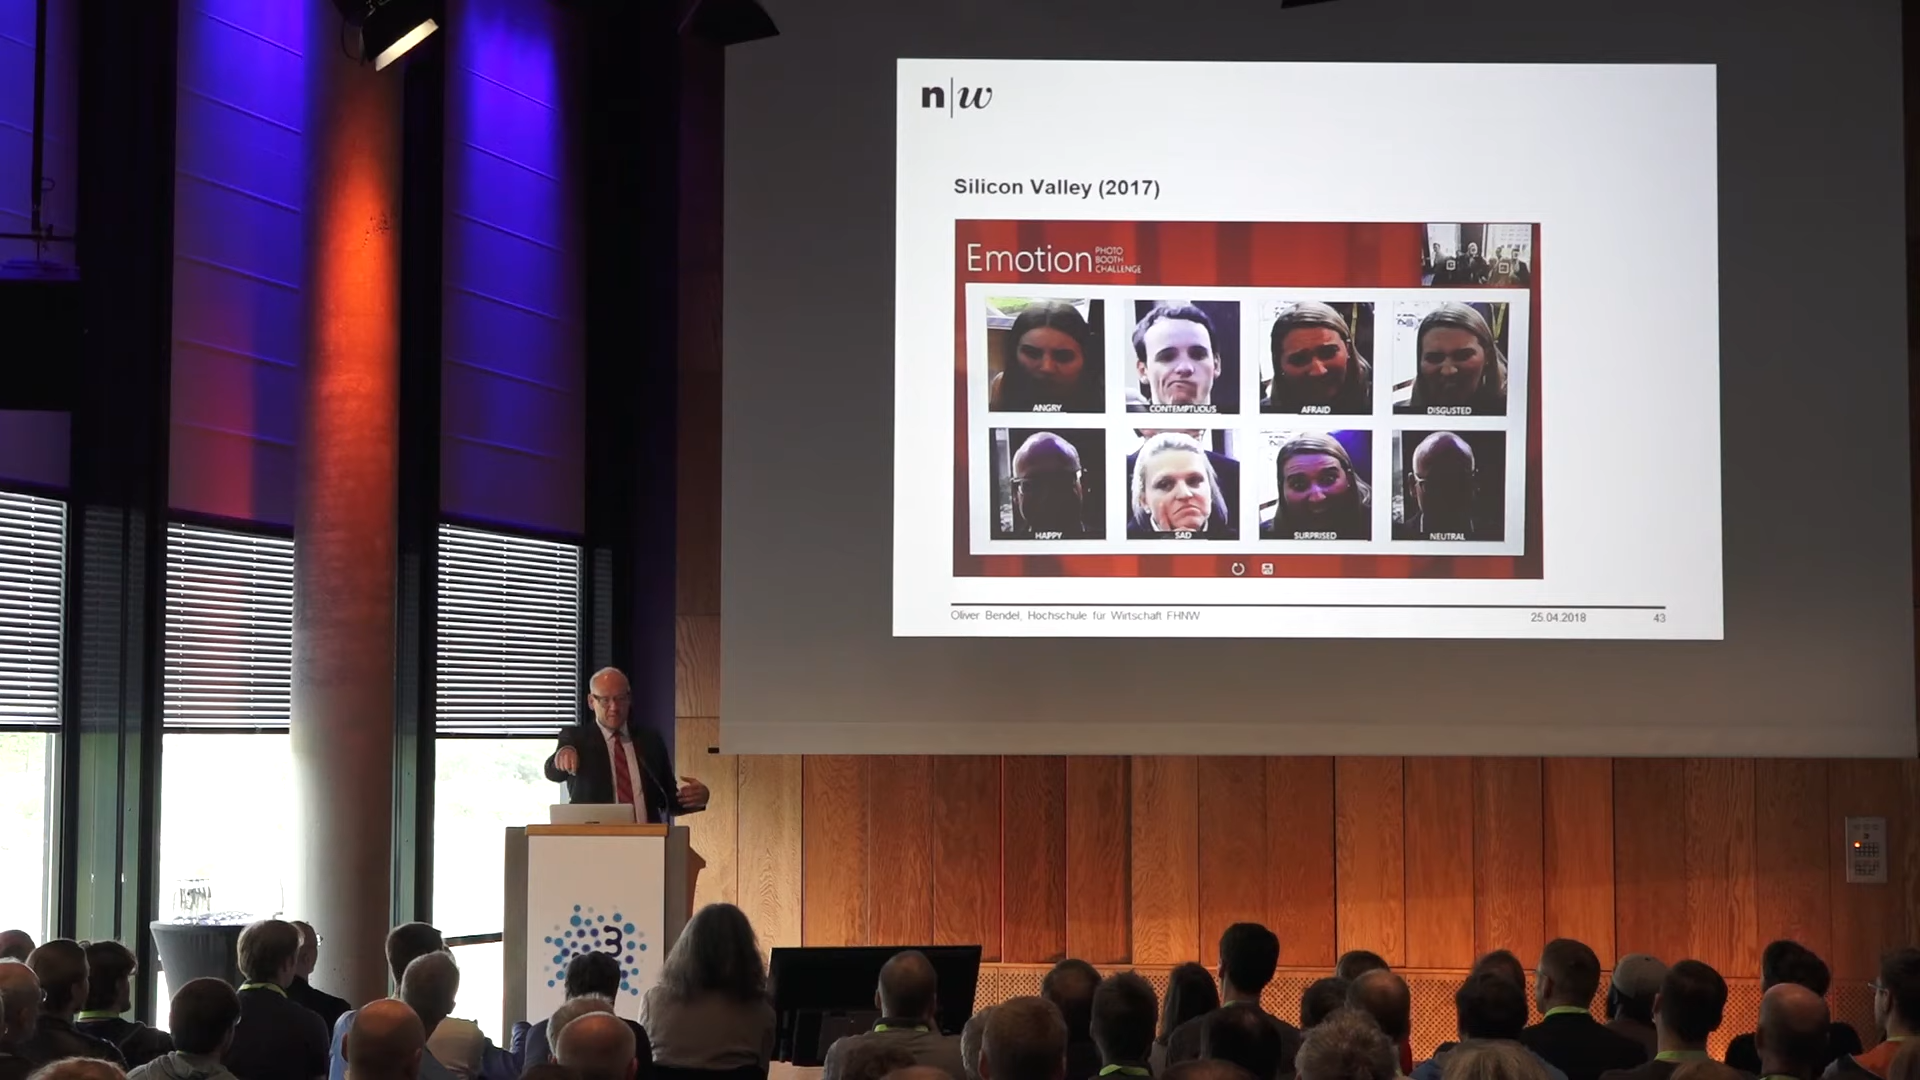 n|w
Silicon Valley (2017)
Emotion
PHOTO
BOOTH
CHALLENGE
ANGRY
CONTEMPTUOUS
AFRAID
DISGUSTED
HAPPY
SAD
SURPRISED
NEUTRAL
Oliver Bendel, Hochschule für Wirtschaft FHNW
25.04.2018
43
3